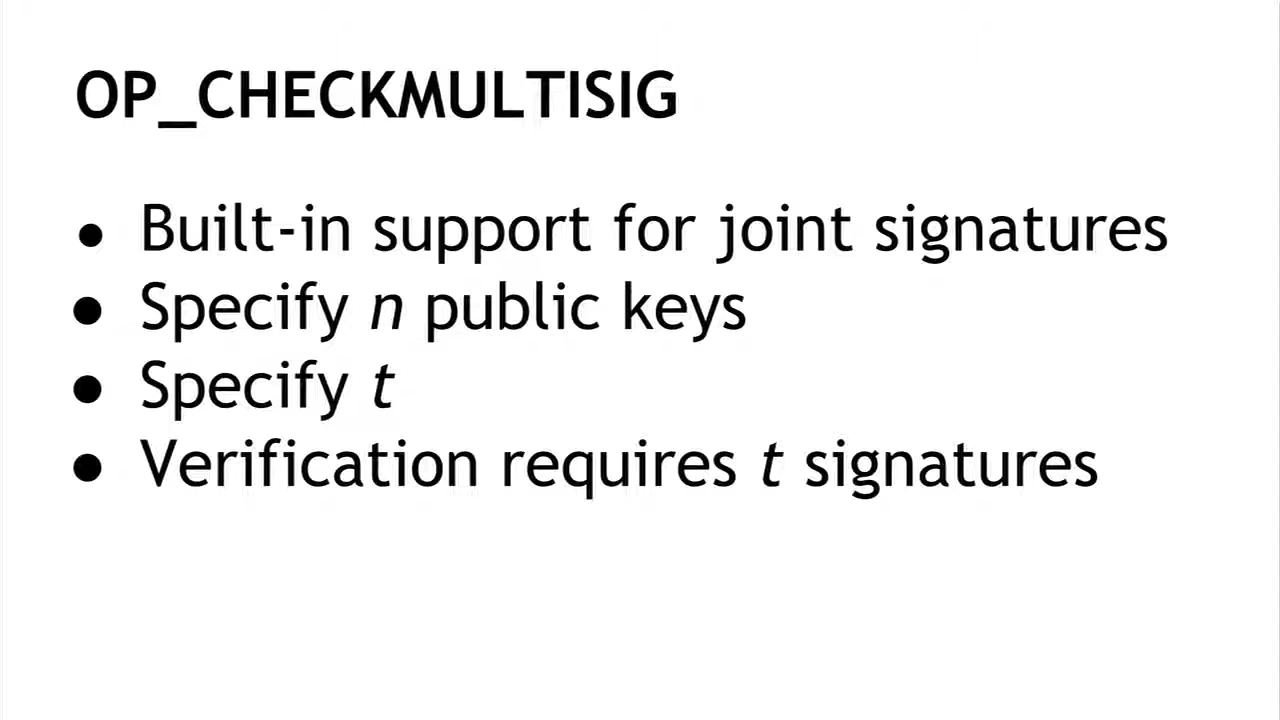 OP_CHECKMULTISIG
● Built-in support for joint signatures
● Specify n public keys
● Specify t
● Verification requires t signatures